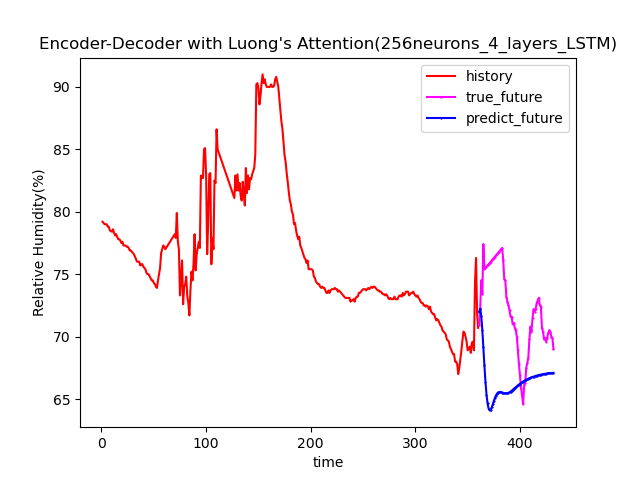 Encoder-Decoder with Luong's Attention(256neurons_4_layers_LSTM)
history
true_future
predict_future
Relative Humidity(%)
90
85
80
75
70
65
0
100
200
300
400
time